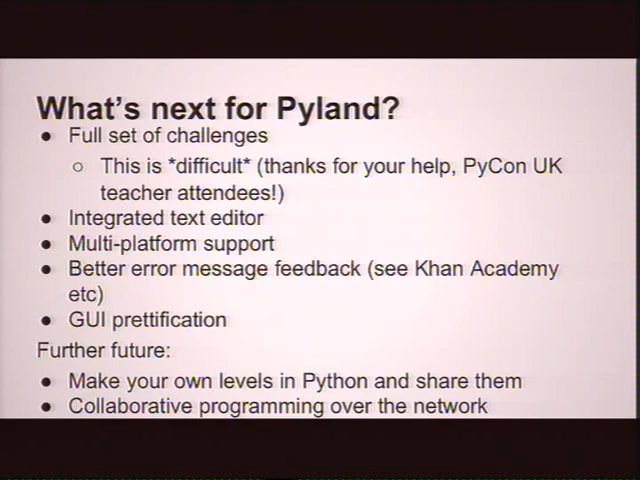 What's next for Pyland?
● Full set of challenges
○ This is *difficult* (thanks for your help, PyCon UK
teacher attendees!)
● Integrated text editor
● Multi-platform support
● Better error message feedback (see Khan Academy
etc)
● GUI prettification
Further future:
● Make your own levels in Python and share them
● Collaborative programming over the network